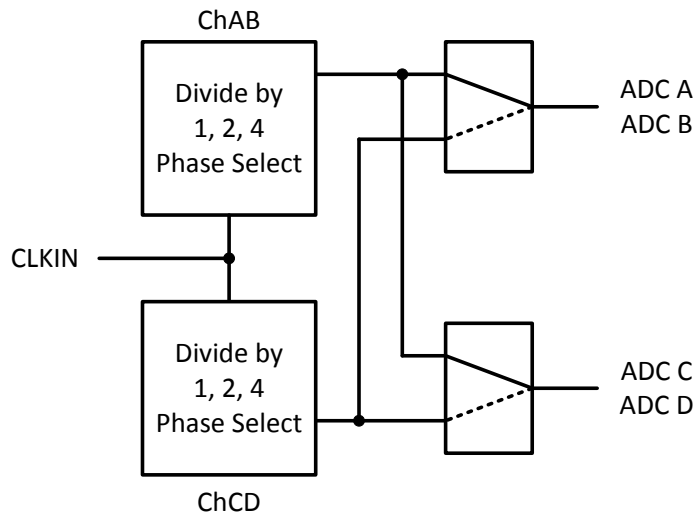 ChAB
Divide by
1, 2, 4
Phase Select
ADC A
ADC B
CLKIN
Divide by
1, 2, 4
Phase Select
ADC C
ADC D
ChCD